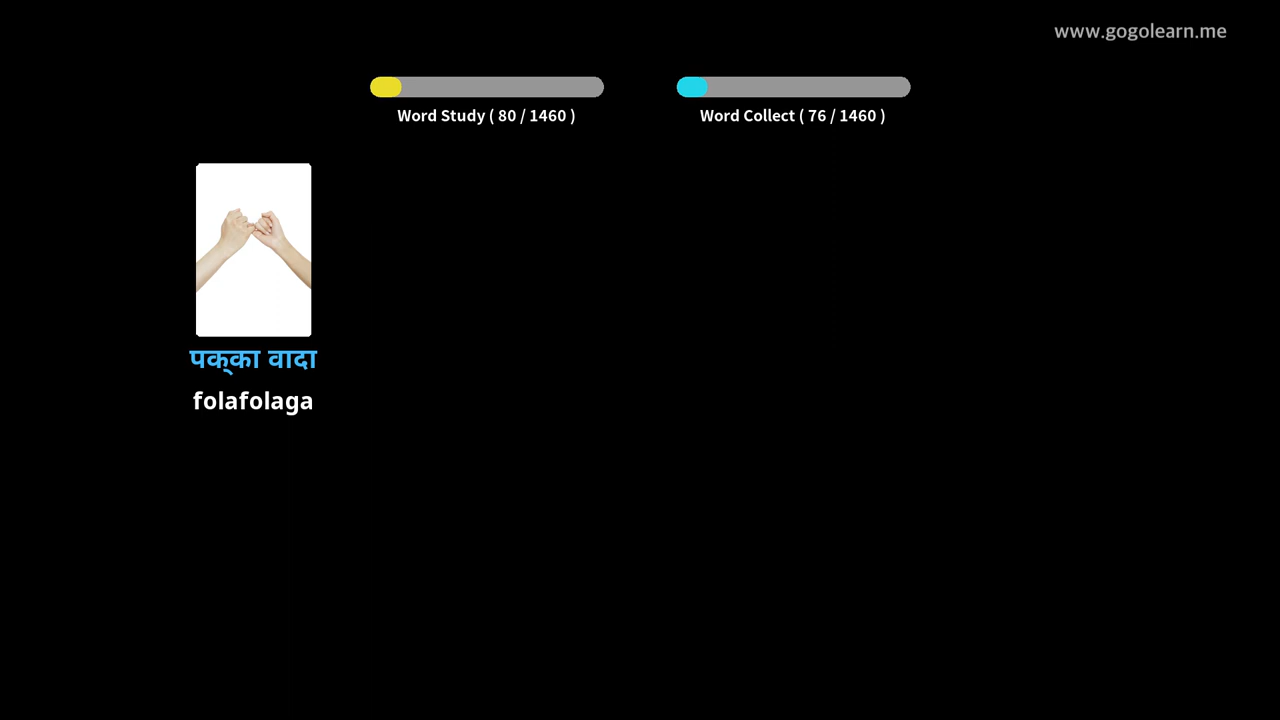 www.gogolearn.me
Word Study ( 80 / 1460 )
Word Collect ( 76 / 1460 )
पक्‌का वादा
folafolaga